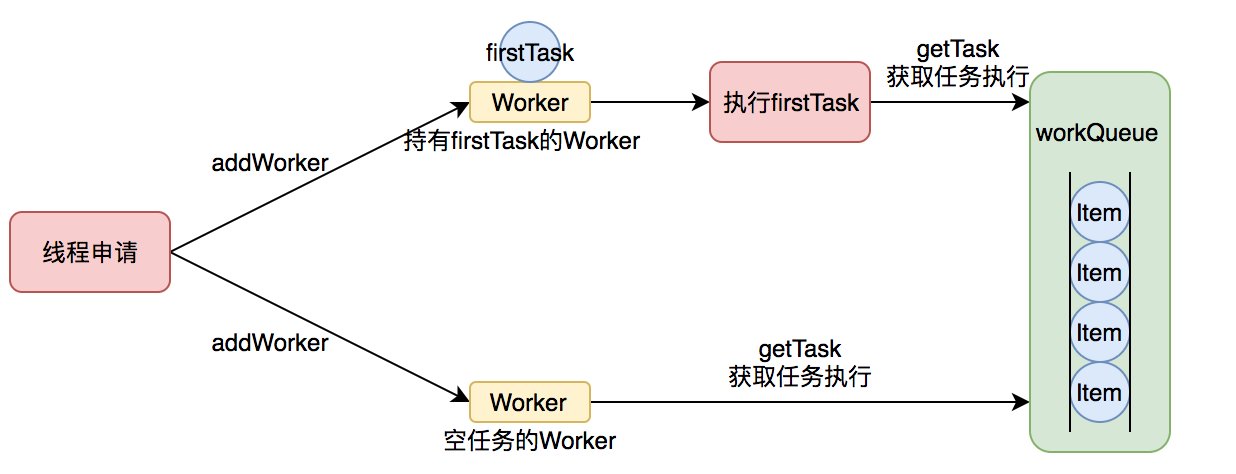 firstTask
Worker
持有firstTask的Worker
addWorker
执行firstTask
getTask
获取任务执行
workQueue
Item
Item
Item
Item
线程申请
addWorker
Worker
空任务的Worker
getTask
获取任务执行